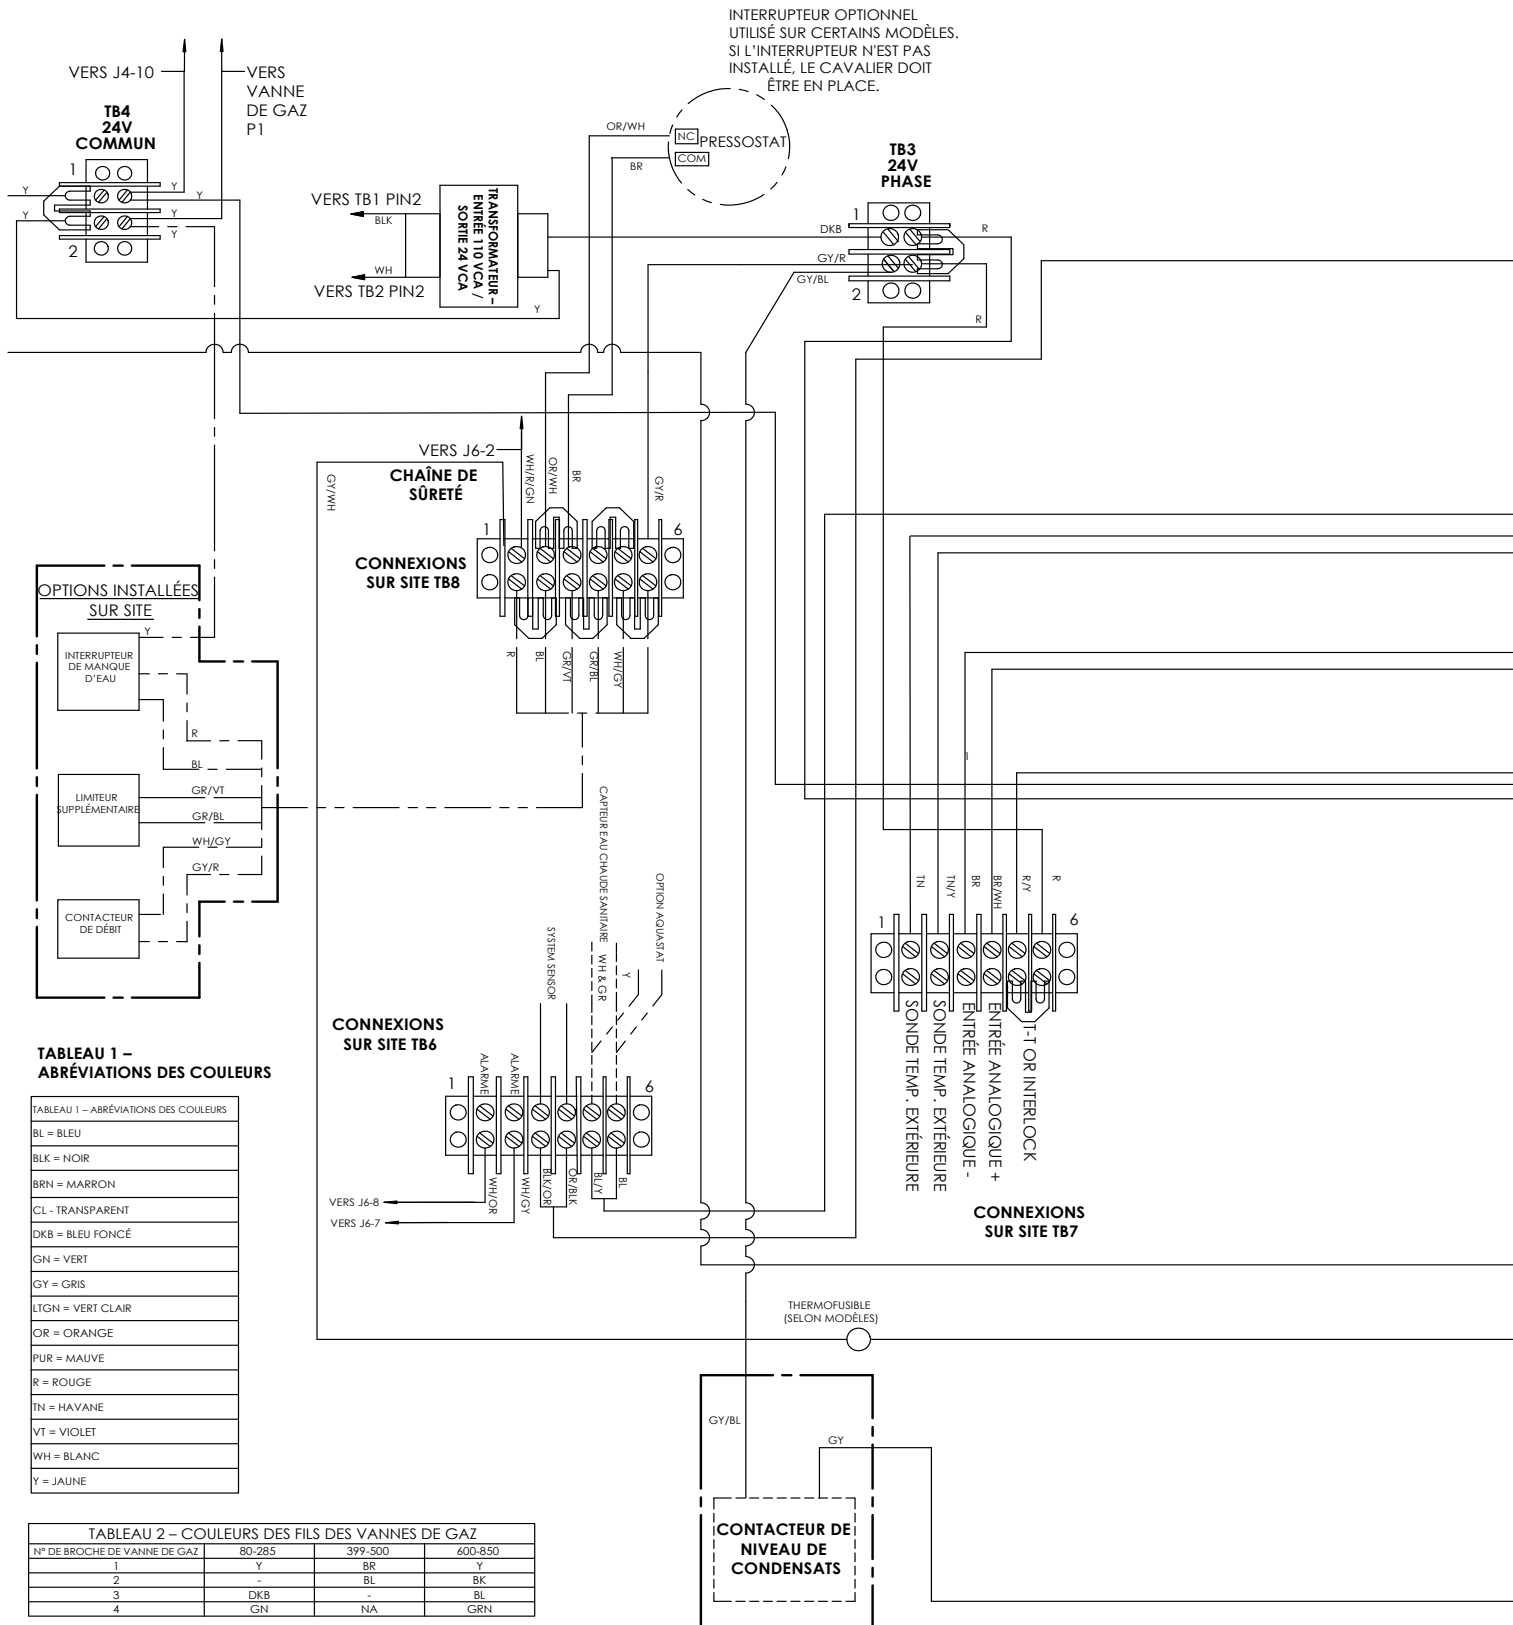 INTERRUPTEUR OPTIONNEL
UTILISÉ SUR CERTAINS MODÈLES.
SI L'INTERRUPTEUR N'EST PAS
INSTALLÉ, LE CAVALIER DOIT
ÊTRE EN PLACE.
VERS J4-10
VERS
VANNE
DE GAZ
P1
TB4
24V
COMMUN
1
2
Y
Y
Y
Y
Y
Y
OR/WH
BR
NC
COM
PRESSOSTAT
TB3
24V
PHASE
1
2
DKB
GY/R
GY/BL
R
R
VERS TB1 PIN2
BLK
WH
VERS TB2 PIN2
TRANSFORMATEUR –
ENTRÉE 110 VCA /
SORTIE 24 VCA
Y
VERS J6-2
CHAÎNE DE
SÛRETÉ
GY/WH
WH/R/GN
OR/WH
BR
GY/R
1
6
CONNEXIONS
SUR SITE TB8
R
BL
GR/VT
GR/BL
WH/GY
OPTIONS INSTALLÉES
SUR SITE
Y
INTERRUPTEUR
DE MANQUE
D'EAU
R
BL
LIMITEUR
SUPPLÉMENTAIRE
GR/VT
GR/BL
WH/GY
GY/R
CONTACTEUR
DE DÉBIT
CAPTEUR EAU CHAUDE SANITAIRE
WH & GR
Y
OPTION AQUASTAT
SYSTEM SENSOR
CONNEXIONS
SUR SITE TB6
ALARME
ALARME
1
6
WH/OR
WH/GY
BLK/OR
OR/BLK
BL/Y
BL
VERS J6-8
VERS J6-7
1
TN
TN/Y
BR
BR/WH
R/Y
R
1
6
SONDE TEMP. EXTÉRIEURE
SONDE TEMP. EXTÉRIEURE
ENTRÉE ANALOGIQUE -
ENTRÉE ANALOGIQUE +
T-T OR INTERLOCK
CONNEXIONS
SUR SITE TB7
THERMOFUSIBLE
(SELON MODÈLES)
GY/BL
GY
CONTACTEUR DE
NIVEAU DE
CONDENSATS
TABLEAU 1 –
ABRÉVIATIONS DES COULEURS
TABLEAU 1 – ABRÉVIATIONS DES COULEURS
BL = BLEU
BLK = NOIR
BRN = MARRON
CL - TRANSPARENT
DKB = BLEU FONCÉ
GN = VERT
GY = GRIS
LTGN = VERT CLAIR
OR = ORANGE
PUR = MAUVE
R = ROUGE
TN = HAVANE
VT = VIOLET
WH = BLANC
Y = JAUNE
TABLEAU 2 – COULEURS DES FILS DES VANNES DE GAZ
N° DE BROCHE DE VANNE DE GAZ 80-285 399-500 600-850
1 Y BR Y
2 - BL BK
3 DKB - BL
4 GN NA GRN